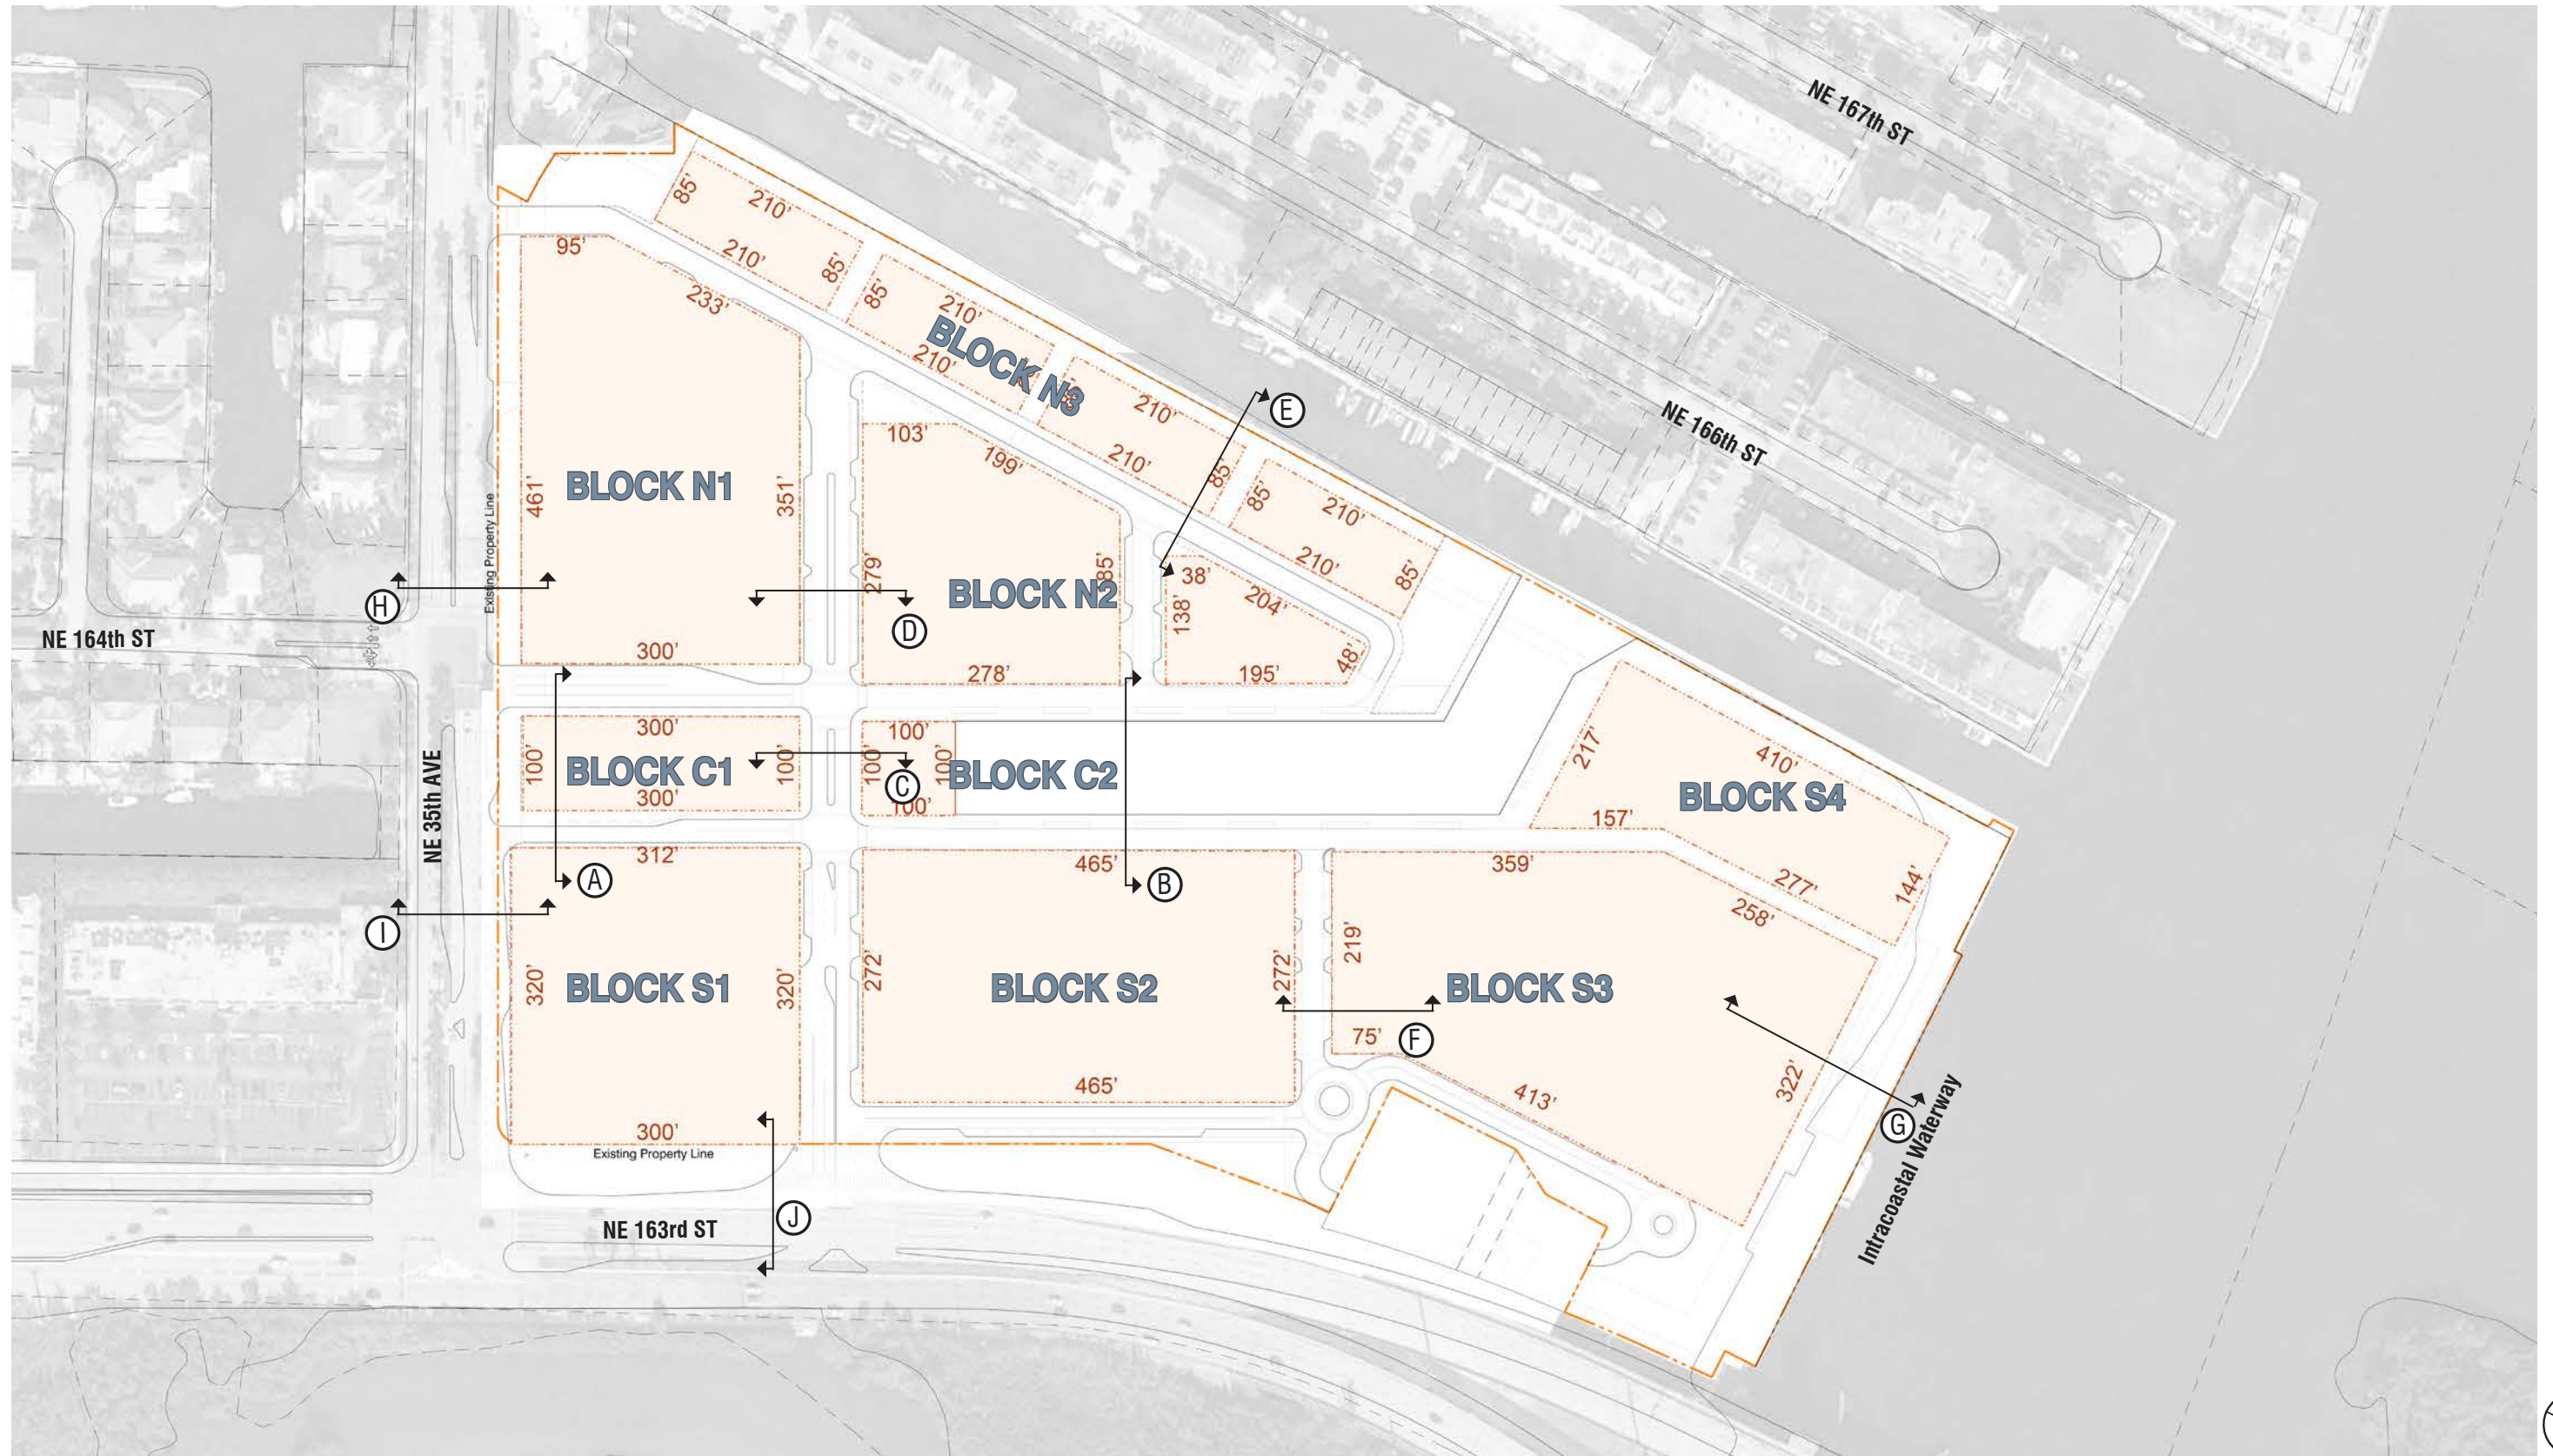 NE 167th ST
NE 166th ST
85'
210'
210'
85'
85'
210'
210'
BLOCK N3
210'
210'
85'
85'
210'
210'
85'
E
95'
233'
461'
351'
BLOCK N1
300'
Existing Property Line
H
NE 164th ST
103'
199'
279'
BLOCK N2
278'
D
38'
204'
138'
195'
48'
300'
100'
BLOCK C1
100'
300'
100'
100'
100'
BLOCK C2
C
100'
NE 35th AVE
A
B
I
217'
410'
BLOCK S4
157'
277'
144'
312'
320'
BLOCK S1
320'
300'
Existing Property Line
465'
272'
BLOCK S2
272'
465'
359'
258'
219'
BLOCK S3
75'
F
413'
322'
G
Intracoastal Waterway
J
NE 163rd ST